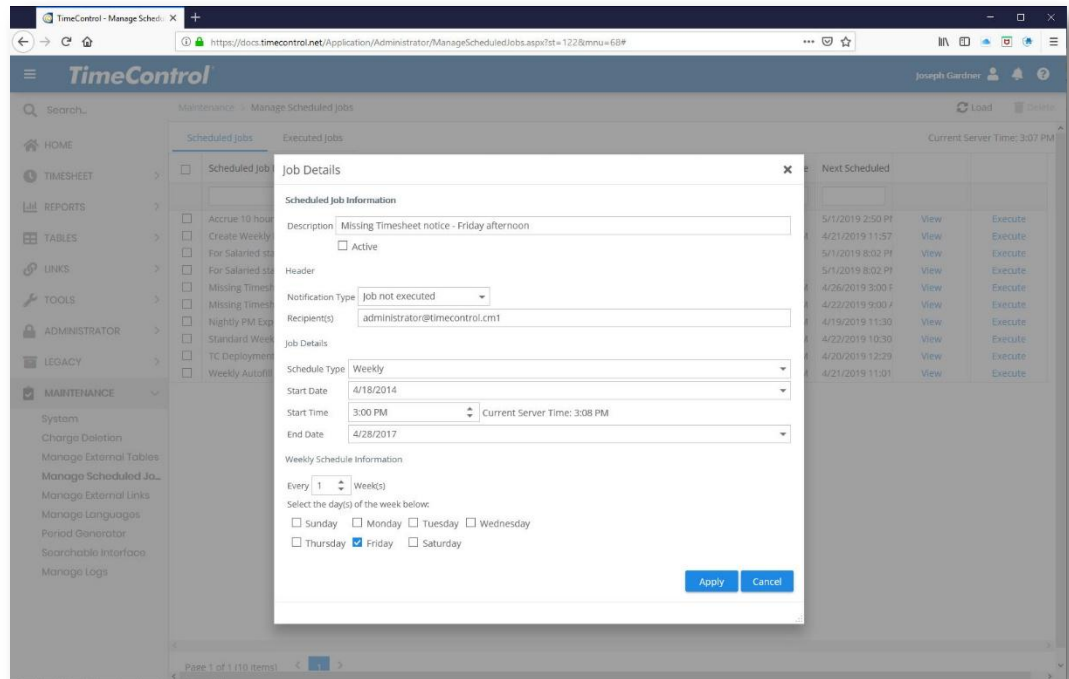 TimeControl - Manage Schedu
https://docs.timecontrol.net/Application/Administrator/ManageScheduledJobs.aspx?st=122&mnu=68#
TimeControl
Joseph Gardner
Search..
Maintenance > Manage Scheduled Jobs
Load
Delete
Scheduled Jobs
Executed Jobs
Current Server Time: 3:07 PM
HOME
TIMESHEET
REPORTS
TABLES
LINKS
TOOLS
ADMINISTRATOR
LEGACY
MAINTENANCE
System
Charge Deletion
Manage External Tables
Manage Scheduled Jo...
Manage External Links
Manage Languages
Period Generator
Searchable Interface
Manage Logs
Scheduled Job
Next Scheduled
Accrue 10 hour
5/1/2019 2:50 PM
View
Execute
Create Weekly
4/21/2019 11:57
View
Execute
For Salaried sta
5/1/2019 8:02 PM
View
Execute
For Salaried sta
5/1/2019 8:02 PM
View
Execute
Missing Timesh
4/26/2019 3:00 P
View
Execute
Missing Timesh
4/22/2019 9:00 A
View
Execute
Nightly PM Exp
4/19/2019 11:30
View
Execute
Standard Week
4/22/2019 10:30
View
Execute
TC Deployment
4/20/2019 12:29
View
Execute
Weekly Autofill
4/21/2019 11:01
View
Execute
Job Details
Scheduled Job Information
Description Missing Timesheet notice - Friday afternoon
Active
Header
Notification Type Job not executed
Recipient(s) administrator@timecontrol.cm1
Job Details
Schedule Type Weekly
Start Date 4/18/2014
Start Time 3:00 PM Current Server Time: 3:08 PM
End Date 4/28/2017
Weekly Schedule Information
Every 1 Week(s)
Select the day(s) of the week below:
Sunday Monday Tuesday Wednesday
Thursday Friday Saturday
Apply Cancel
Page 1 of 1 (10 items) < 1 >